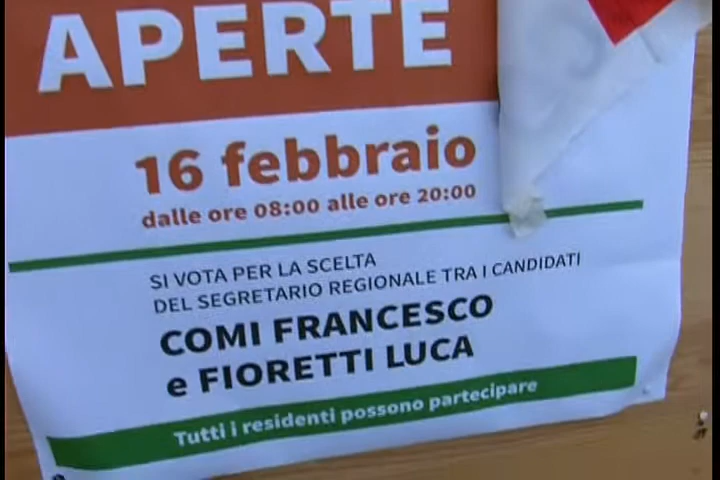 APERTE
16 febbraio
dalle ore 08:00 alle ore 20:00
SI VOTA PER LA SCELTA
DEL SEGRETARIO REGIONALE TRA I CANDIDATI
COMI FRANCESCO
e FIORETTI LUCA
Tutti i residenti possono partecipare